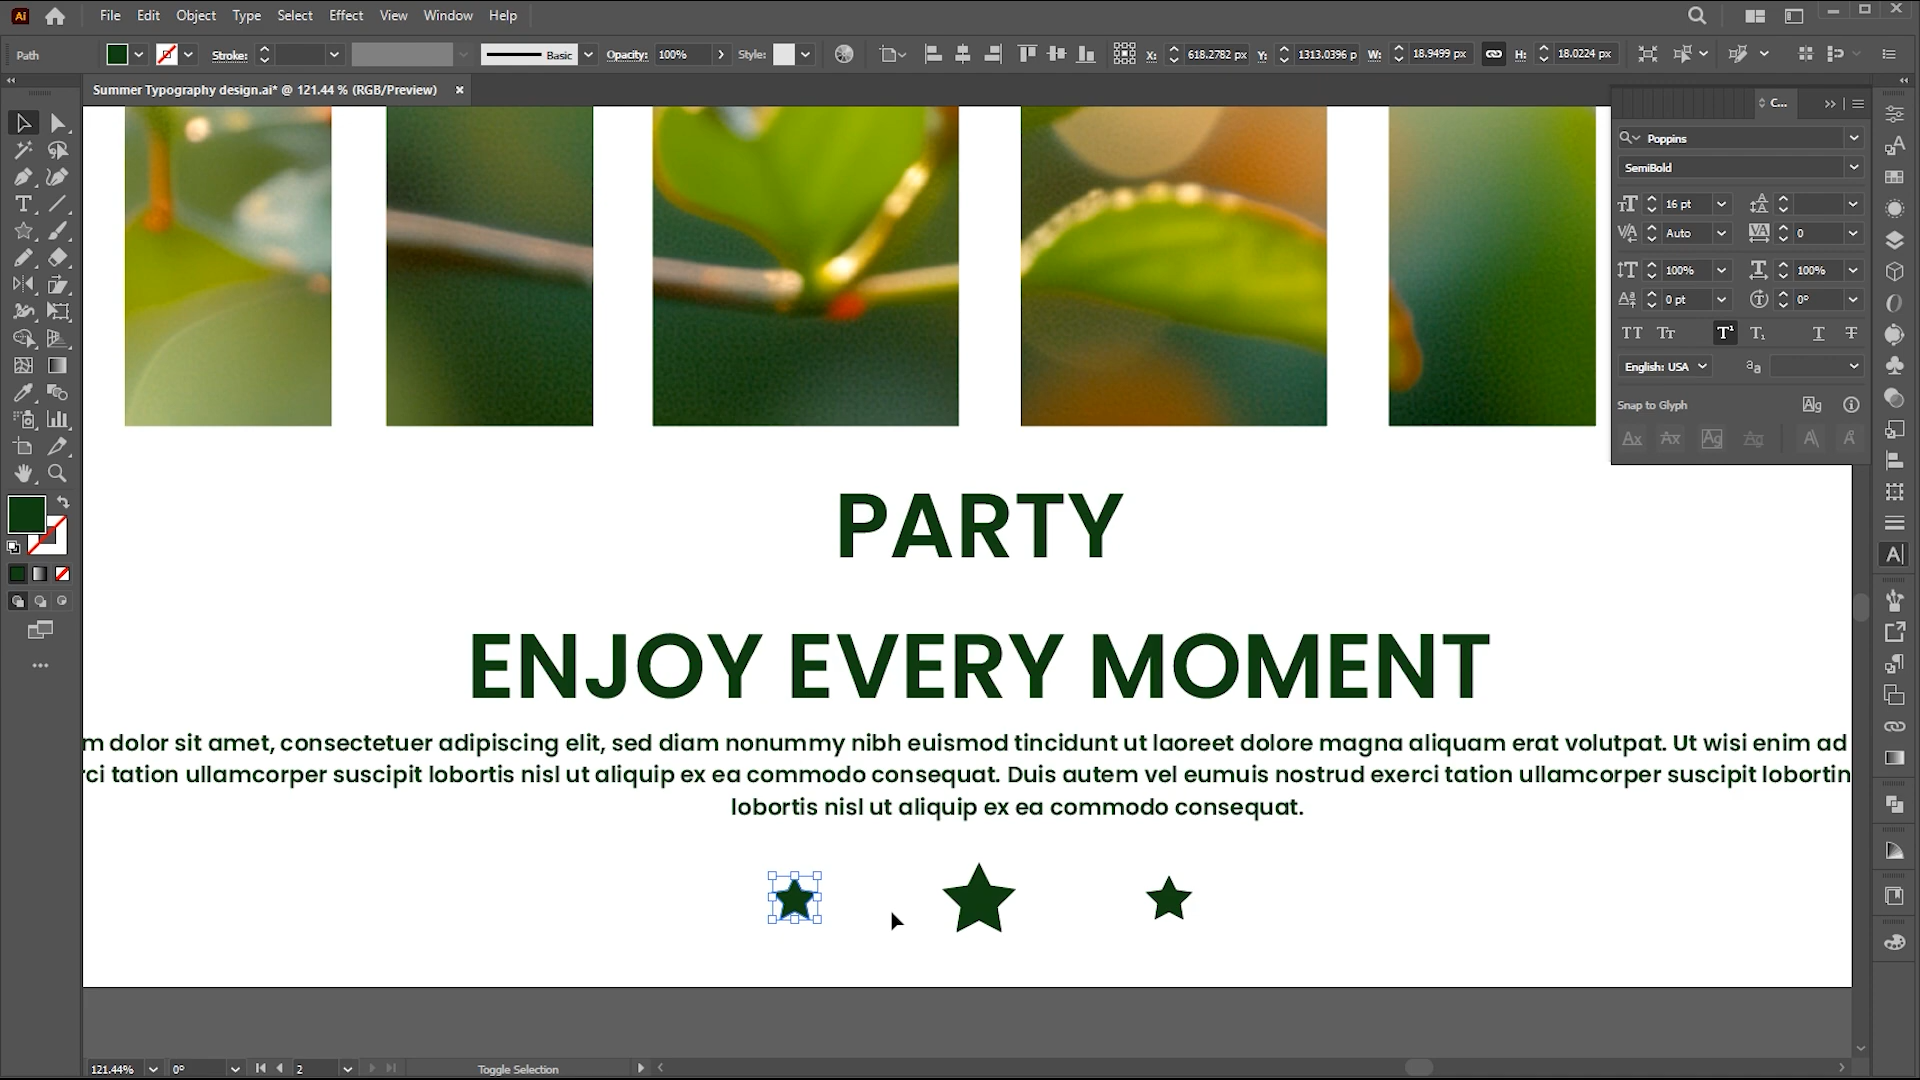 Ai File Edit Object Type Select Effect View Window Help
Path Stroke: Basic Opacity: 100% Style: X: 618.2782 px Y: 1313.0396 p W: 18.9499 px H: 18.0224 px
Summer Typography design.ai* @ 121.44 % (RGB/Preview) ×
C...
Poppins
SemiBold
16 pt
Auto 0
100% 100%
0 pt 0°
English: USA
Snap to Glyph
PARTY
ENJOY EVERY MOMENT
m dolor sit amet, consectetuer adipiscing elit, sed diam nonummy nibh euismod tincidunt ut laoreet dolore magna aliquam erat volutpat. Ut wisi enim ad
rci tation ullamcorper suscipit lobortis nisl ut aliquip ex ea commodo consequat. Duis autem vel eumuis nostrud exerci tation ullamcorper suscipit lobortin
lobortis nisl ut aliquip ex ea commodo consequat.
121.44% 0° 2 Toggle Selection